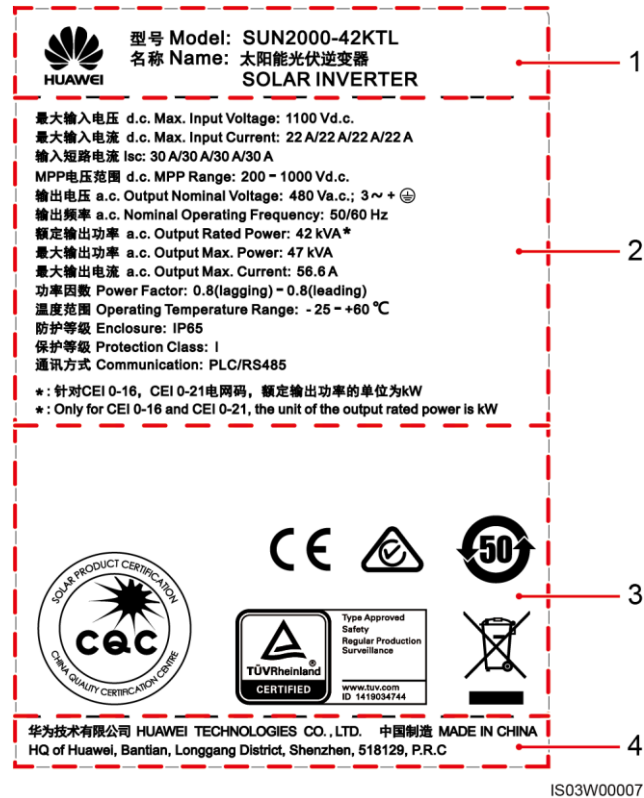 HUAWEI
型号 Model: SUN2000-42KTL
名称 Name: 太阳能光伏逆变器
SOLAR INVERTER
1
最大输入电压 d.c. Max. Input Voltage: 1100 Vd.c.
最大输入电流 d.c. Max. Input Current: 22 A/22 A/22 A/22 A
输入短路电流 Isc: 30 A/30 A/30 A/30 A
MPP电压范围 d.c. MPP Range: 200 - 1000 Vd.c.
输出电压 a.c. Output Nominal Voltage: 480 Va.c.; 3～ + ⏚
输出频率 a.c. Nominal Operating Frequency: 50/60 Hz
额定输出功率 a.c. Output Rated Power: 42 kVA*
最大输出功率 a.c. Output Max. Power: 47 kVA
最大输出电流 a.c. Output Max. Current: 56.6 A
功率因数 Power Factor: 0.8(lagging) - 0.8(leading)
温度范围 Operating Temperature Range: - 25 - +60 ℃
防护等级 Enclosure: IP65
保护等级 Protection Class: I
通讯方式 Communication: PLC/RS485
*: 针对CEI 0-16，CEI 0-21电网码，额定输出功率的单位为kW
*: Only for CEI 0-16 and CEI 0-21, the unit of the output rated power is kW
2
CE
50
SOLAR PRODUCT CERTIFICATION
CQC
CHINA QUALITY CERTIFICATION CENTRE
TÜVRheinland®
CERTIFIED
Type Approved
Safety
Regular Production
Surveillance
www.tuv.com
ID 1419034744
3
华为技术有限公司 HUAWEI TECHNOLOGIES CO., LTD. 中国制造 MADE IN CHINA
HQ of Huawei, Bantian, Longgang District, Shenzhen, 518129, P.R.C
4
IS03W00007